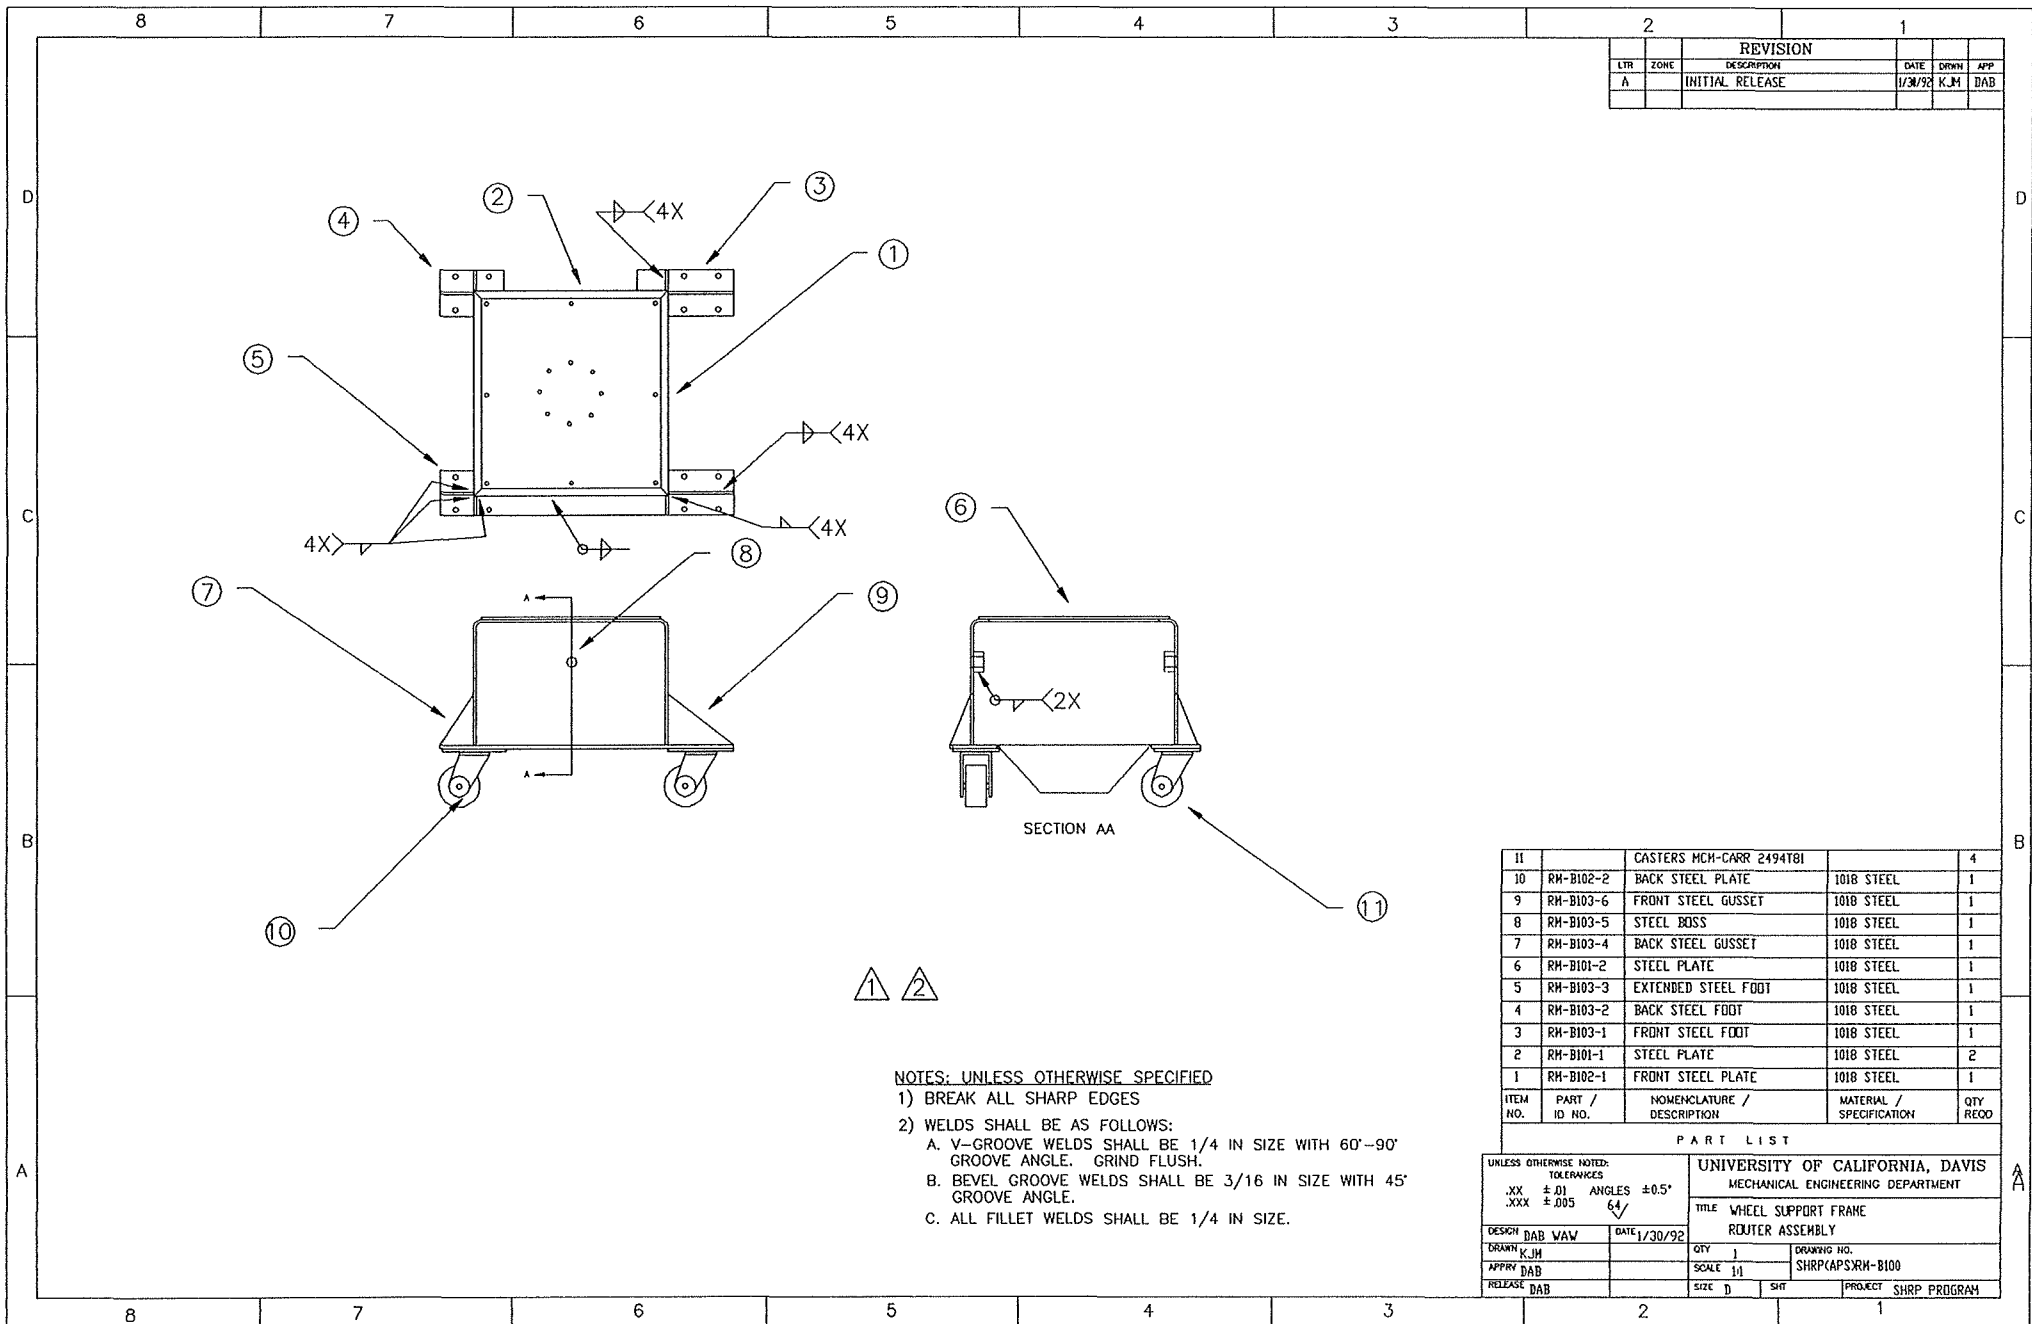 8 7 6 5 4 3 2 1
REVISION
LTR ZONE DESCRIPTION DATE DRWN APP
A INITIAL RELEASE KJM DAB
D D
4
2
4X
3
1
5
4X
C C
4X
4X
6
8
7
A
9
2X
A
SECTION AA
B B
10
11
1 2
11 CASTERS MCM-CARR 2494T81 4
10 RM-B102-2 BACK STEEL PLATE 1018 STEEL 1
9 RM-B103-6 FRONT STEEL GUSSET 1018 STEEL 1
8 RM-B103-5 STEEL BOSS 1018 STEEL 1
7 RM-B103-4 BACK STEEL GUSSET 1018 STEEL 1
6 RM-B101-2 STEEL PLATE 1018 STEEL 1
5 RM-B103-3 EXTENDED STEEL FOOT 1018 STEEL 1
4 RM-B103-2 BACK STEEL FOOT 1018 STEEL 1
3 RM-B103-1 FRONT STEEL FOOT 1018 STEEL 1
2 RM-B101-1 STEEL PLATE 1018 STEEL 2
1 RM-B102-1 FRONT STEEL PLATE 1018 STEEL 1
ITEM NO. PART / ID NO. NOMENCLATURE / DESCRIPTION MATERIAL / SPECIFICATION QTY REQD
PART LIST
NOTES: UNLESS OTHERWISE SPECIFIED
1) BREAK ALL SHARP EDGES
2) WELDS SHALL BE AS FOLLOWS:
A. V-GROOVE WELDS SHALL BE 1/4 IN SIZE WITH 60°-90°
GROOVE ANGLE. GRIND FLUSH.
B. BEVEL GROOVE WELDS SHALL BE 3/16 IN SIZE WITH 45°
GROOVE ANGLE.
C. ALL FILLET WELDS SHALL BE 1/4 IN SIZE.
A A
UNLESS OTHERWISE NOTED:
TOLERANCES
.XX ±.01 ANGLES ±0.5°
.XXX ±.005 64
UNIVERSITY OF CALIFORNIA, DAVIS
MECHANICAL ENGINEERING DEPARTMENT
TITLE WHEEL SUPPORT FRAME
ROUTER ASSEMBLY
DESIGN DAB WAW DATE 1/30/92
DRAWN KJM
APPRV DAB
RELEASE DAB
QTY 1
SCALE 1:1
DRAWING NO.
SHRP(APS)RM-B100
SIZE D SHT PROJECT SHRP PROGRAM
8 7 6 5 4 3 2 1